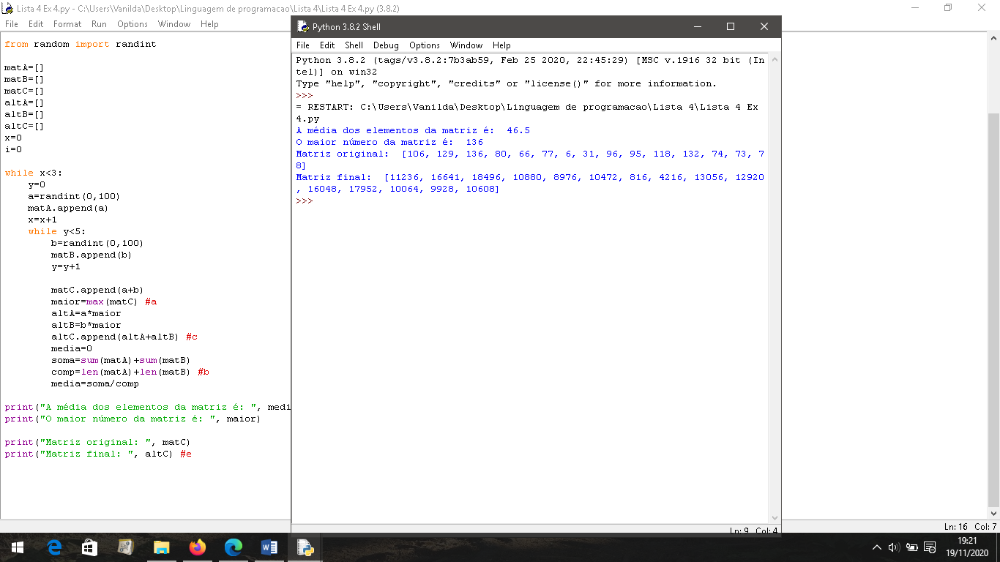 Lista 4 Ex 4.py - C:\Users\Vanilda\Desktop\Linguagem de programacao\Lista 4\Lista 4 Ex 4.py (3.8.2)
File Edit Format Run Options Window Help
from random import randint
matA=[]
matB=[]
matC=[]
altA=[]
altB=[]
altC=[]
x=0
i=0
while x<3:
y=0
a=randint(0,100)
matA.append(a)
x=x+1
while y<5:
b=randint(0,100)
matB.append(b)
y=y+1
matC.append(a+b)
maior=max(matC) #a
altA=a*maior
altB=b*maior
altC.append(altA+altB) #c
media=0
soma=sum(matA)+sum(matB)
comp=len(matA)+len(matB) #b
media=soma/comp
print("A média dos elementos da matriz é: ", medi
print("O maior número da matriz é: ", maior)
print("Matriz original: ", matC)
print("Matriz final: ", altC) #e
Python 3.8.2 Shell
File Edit Shell Debug Options Window Help
Python 3.8.2 (tags/v3.8.2:7b3ab59, Feb 25 2020, 22:45:29) [MSC v.1916 32 bit (In
tel)] on win32
Type "help", "copyright", "credits" or "license()" for more information.
>>>
= RESTART: C:\Users\Vanilda\Desktop\Linguagem de programacao\Lista 4\Lista 4 Ex
4.py
A média dos elementos da matriz é:  46.5
O maior número da matriz é:  136
Matriz original:  [106, 129, 136, 80, 66, 77, 6, 31, 96, 95, 118, 132, 74, 73, 7
8]
Matriz final:  [11236, 16641, 18496, 10880, 8976, 10472, 816, 4216, 13056, 12920
, 16048, 17952, 10064, 9928, 10608]
>>>
Ln: 9 Col: 4
Ln: 16 Col: 7
19:21
19/11/2020